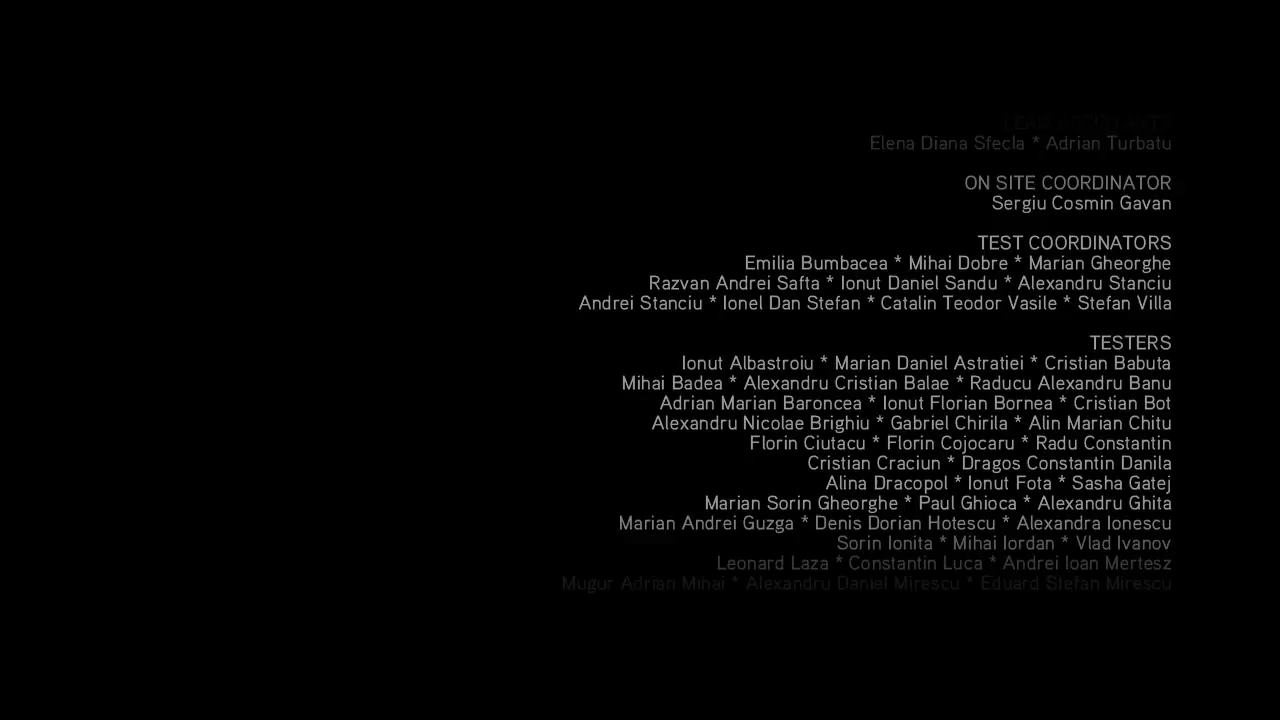 Elena Diana Sfecla * Adrian Turbatu
ON SITE COORDINATOR
Sergiu Cosmin Gavan
TEST COORDINATORS
Emilia Bumbacea * Mihai Dobre * Marian Gheorghe
Razvan Andrei Safta * Ionut Daniel Sandu * Alexandru Stanciu
Andrei Stanciu * Ionel Dan Stefan * Catalin Teodor Vasile * Stefan Villa
TESTERS
Ionut Albastroiu * Marian Daniel Astratiei * Cristian Babuta
Mihai Badea * Alexandru Cristian Balae * Raducu Alexandru Banu
Adrian Marian Baroncea * Ionut Florian Bornea * Cristian Bot
Alexandru Nicolae Brighiu * Gabriel Chirila * Alin Marian Chitu
Florin Ciutacu * Florin Cojocaru * Radu Constantin
Cristian Craciun * Dragos Constantin Danila
Alina Dracopol * Ionut Fota * Sasha Gatej
Marian Sorin Gheorghe * Paul Ghioca * Alexandru Ghita
Marian Andrei Guzga * Denis Dorian Hotescu * Alexandra Ionescu
Sorin Ionita * Mihai Iordan * Vlad Ivanov
Leonard Laza * Constantin Luca * Andrei Ioan Mertesz
Mugur Adrian Mihai * Alexandru Daniel Mirescu * Eduard Stefan Mirescu